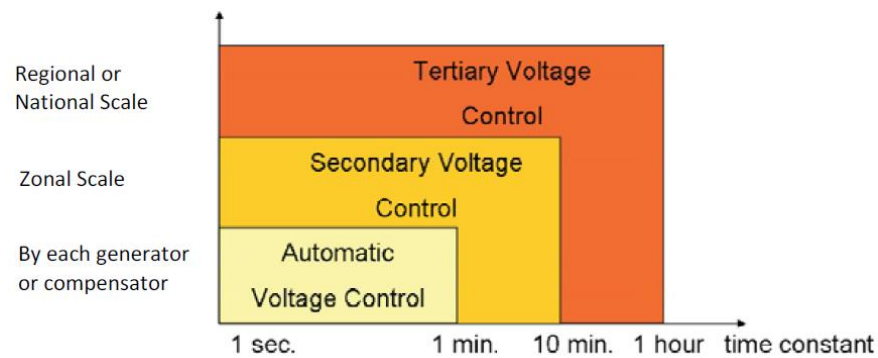 Regional or
National Scale
Tertiary Voltage
Control
Zonal Scale
Secondary Voltage
Control
By each generator
or compensator
Automatic
Voltage Control
1 sec.
1 min.
10 min.
1 hour
time constant